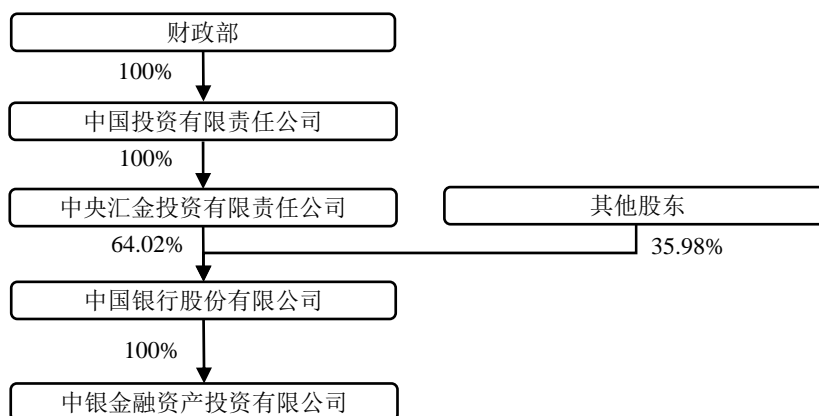 财政部
100%
中国投资有限责任公司
100%
中央汇金投资有限责任公司
其他股东
64.02%
35.98%
中国银行股份有限公司
100%
中银金融资产投资有限公司